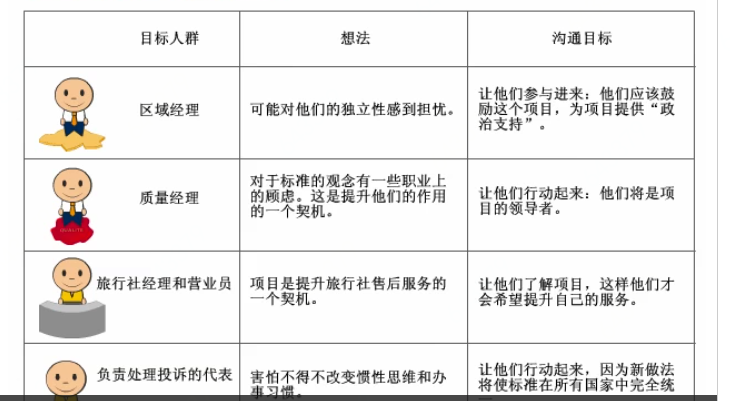 目标人群
想法
沟通目标
区域经理
可能对他们的独立性感到担忧。
让他们参与进来：他们应该鼓
励这个项目，为项目提供“政
治支持”。
质量经理
对于标准的观念有一些职业上
的顾虑。这是提升他们的作用
的一个契机。
让他们行动起来：他们将是项
目的领导者。
旅行社经理和营业员
项目是提升旅行社售后服务的
一个契机。
让他们了解项目，这样他们才
会希望提升自己的服务。
负责处理投诉的代表
害怕不得不改变惯性思维和办
事习惯。
让他们行动起来，因为新做法
将使标准在所有国家中完全统